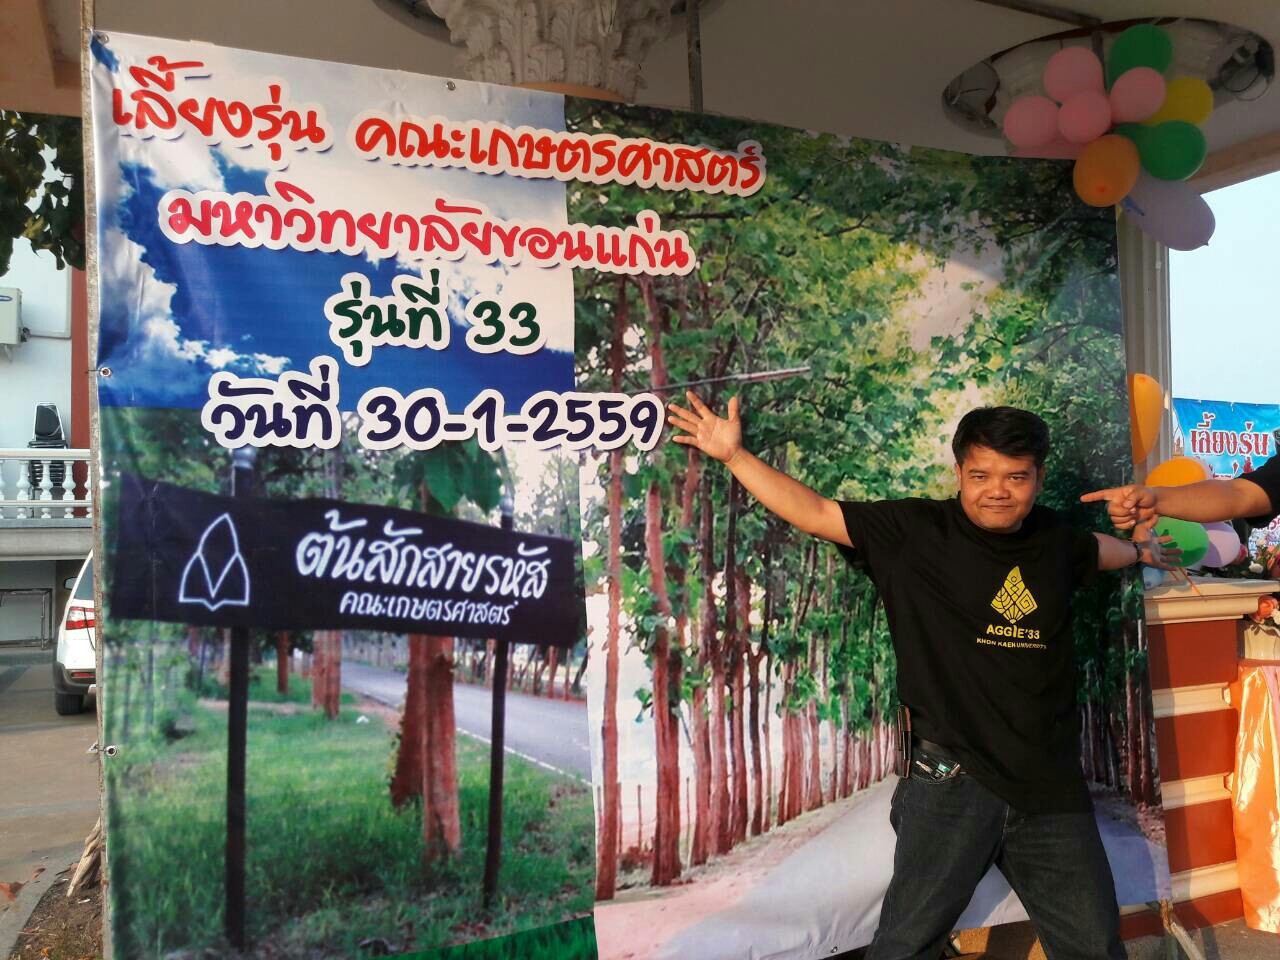 เลี้ยงรุ่น คณะเกษตรศาสตร์
มหาวิทยาลัยขอนแก่น
รุ่นที่ 33
วันที่ 30-1-2559
ต้นสักสายรหัส
คณะเกษตรศาสตร์
AGGIE'33
KHON KAEN UNIVERSITY
เลี้ยงรุ่น